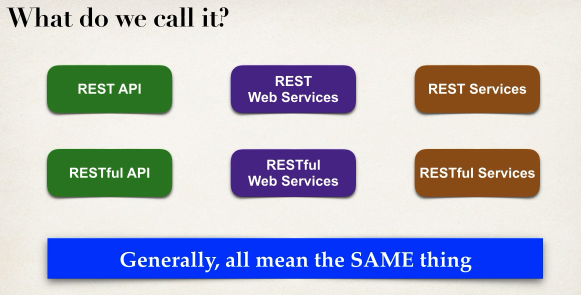 What do we call it?
REST API
REST
Web Services
REST Services
RESTful API
RESTful
Web Services
RESTful Services
Generally, all mean the SAME thing